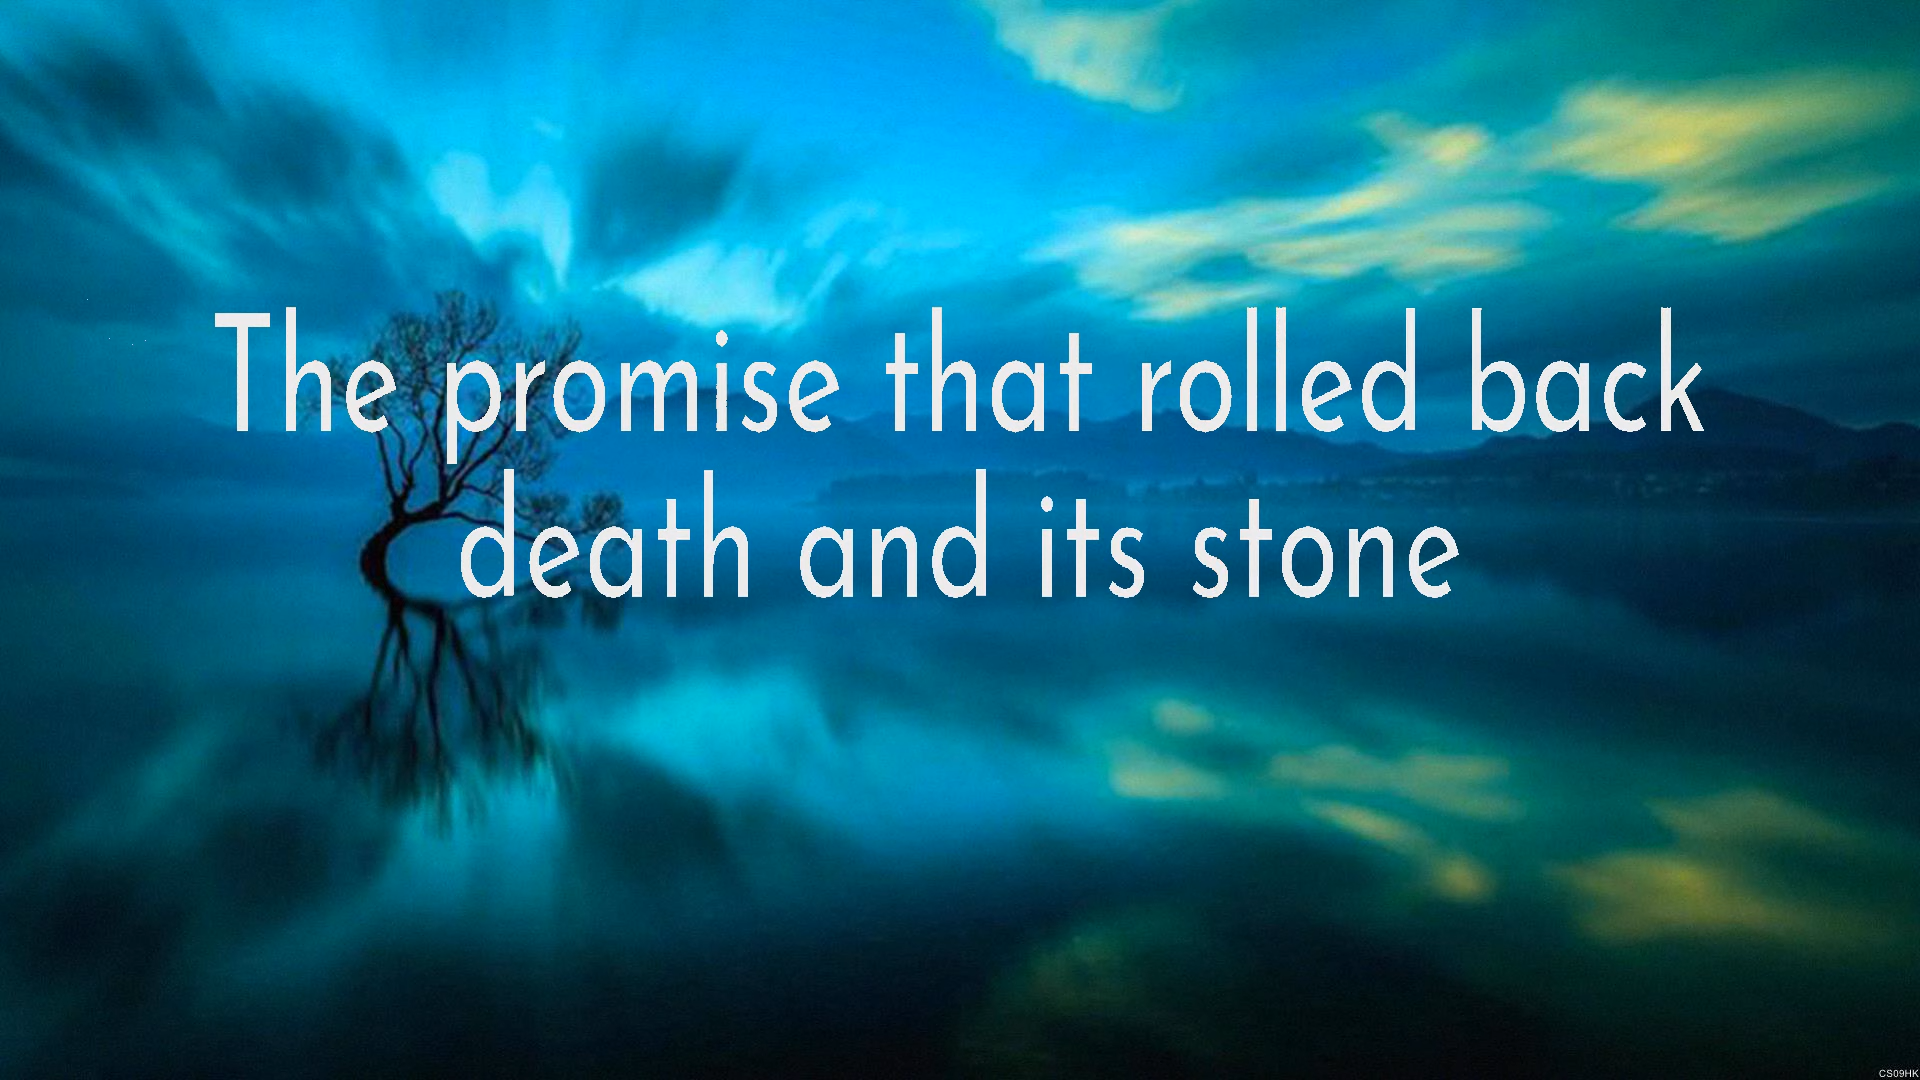 The promise that rolled back
death and its stone
CS09HK